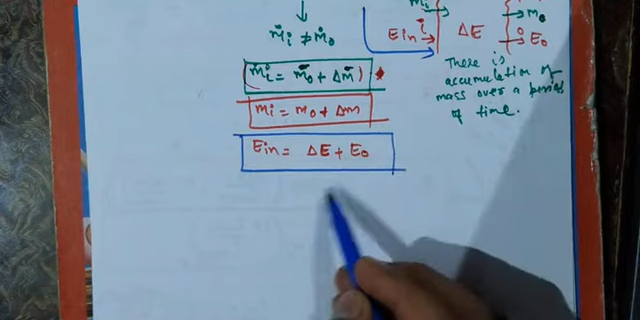 ṁi
ṁi ≠ ṁo
Ein i
ΔE
ṁo
Eo
ṁi = ṁo + Δṁ
mi = mo + Δm
Ein = ΔE + Eo
There is
accumulation of
mass over a period
of time.